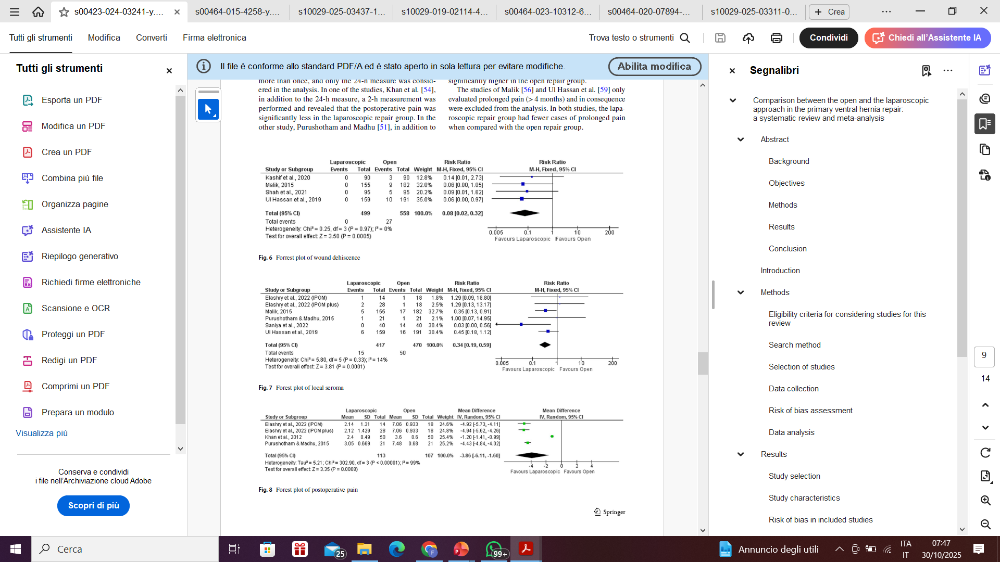 s00423-024-03241-y....
s00464-015-4258-y....
s10029-025-03437-1...
s10029-019-02114-4...
s00464-023-10312-6...
s00464-020-07894-...
s10029-025-03311-0...
Crea
Tutti gli strumenti
Modifica
Converti
Firma elettronica
Trova testo o strumenti
Condividi
Chiedi all'Assistente IA
Tutti gli strumenti
Esporta un PDF
Modifica un PDF
Crea un PDF
Combina più file
Organizza pagine
Assistente IA
Riepilogo generativo
Richiedi firme elettroniche
Scansione e OCR
Proteggi un PDF
Redigi un PDF
Comprimi un PDF
Prepara un modulo
Visualizza più
Conserva e condividi
i file nell'Archiviazione cloud Adobe
Scopri di più
Il file è conforme allo standard PDF/A ed è stato aperto in sola lettura per evitare modifiche.
Abilita modifica
more than once, and only the 24-h measure was consid-
ered in the analysis. In one of the studies, Khan et al. [54],
in addition to the 24-h measure, a 2-h measurement was
performed and revealed that the postoperative pain was
significantly less in the laparoscopic repair group. In the
other study, Purushotham and Madhu [51], in addition to
significantly higher in the open repair group.
The studies of Malik [56] and Ul Hassan et al. [59] only
evaluated prolonged pain (> 4 months) and in consequence
were excluded from the analysis. In both studies, the lapa-
roscopic repair group had fewer cases of prolonged pain
when compared with the open repair group.
Laparoscopic Open Risk Ratio Risk Ratio
Study or Subgroup Events Total Events Total Weight M-H, Fixed, 95% CI M-H, Fixed, 95% CI
Kashif et al., 2020 0 90 3 90 12.8% 0.14 [0.01, 2.73]
Malik, 2015 0 155 9 182 32.0% 0.06 [0.00, 1.05]
Shah et al., 2021 0 95 5 95 20.2% 0.09 [0.01, 1.62]
Ul Hassan et al., 2019 0 159 10 191 35.0% 0.06 [0.00, 0.97]
Total (95% CI) 499 558 100.0% 0.08 [0.02, 0.32]
Total events 0 27
Heterogeneity: Chi² = 0.25, df = 3 (P = 0.97); I² = 0%
Test for overall effect: Z = 3.50 (P = 0.0005)
0.005 0.1 1 10 200
Favours Laparoscopic Favours Open
Fig. 6 Forrest plot of wound dehiscence
Laparoscopic Open Risk Ratio Risk Ratio
Study or Subgroup Events Total Events Total Weight M-H, Fixed, 95% CI M-H, Fixed, 95% CI
Elashry et al., 2022 (IPOM) 1 14 1 18 1.8% 1.29 [0.09, 18.80]
Elashry et al., 2022 (IPOM plus) 2 28 1 18 2.5% 1.29 [0.13, 13.17]
Malik, 2015 5 155 17 182 32.7% 0.35 [0.13, 0.91]
Purushotham & Madhu, 2015 1 21 1 21 2.1% 1.00 [0.07, 14.95]
Saniya et al., 2022 0 40 14 40 30.4% 0.03 [0.00, 0.56]
Ul Hassan et al., 2019 6 159 16 191 30.4% 0.45 [0.18, 1.12]
Total (95% CI) 417 470 100.0% 0.34 [0.19, 0.59]
Total events 15 50
Heterogeneity: Chi² = 5.80, df = 5 (P = 0.33); I² = 14%
Test for overall effect: Z = 3.81 (P = 0.0001)
0.005 0.1 1 10 200
Favours Laparoscopic Favours Open
Fig. 7 Forest plot of local seroma
Laparoscopic Open Mean Difference Mean Difference
Study or Subgroup Mean SD Total Mean SD Total Weight IV, Random, 95% CI IV, Random, 95% CI
Elashry et al., 2022 (IPOM) 2.14 1.31 14 7.06 0.933 18 24.6% -4.92 [-5.73, -4.11]
Elashry et al., 2022 (IPOM plus) 2.12 1.429 28 7.06 0.933 18 24.8% -4.94 [-5.62, -4.26]
Khan et al., 2012 2.4 0.49 50 3.6 0.6 50 25.4% -1.20 [-1.41, -0.99]
Purushotham & Madhu, 2015 3.05 0.669 21 7.48 0.68 21 25.2% -4.43 [-4.84, -4.02]
Total (95% CI) 113 107 100.0% -3.86 [-6.11, -1.60]
Heterogeneity: Tau² = 5.21; Chi² = 302.90, df = 3 (P < 0.00001); I² = 99%
Test for overall effect: Z = 3.35 (P = 0.0008)
-4 -2 0 2 4
Favours Laparoscopic Favours Open
Fig. 8 Forest plot of postoperative pain
Springer
Segnalibri
Comparison between the open and the laparoscopic
approach in the primary ventral hernia repair:
a systematic review and meta-analysis
Abstract
Background
Objectives
Methods
Results
Conclusion
Introduction
Methods
Eligibility criteria for considering studies for this
review
Search method
Selection of studies
Data collection
Risk of bias assessment
Data analysis
Results
Study selection
Study characteristics
Risk of bias in included studies
9
14
Cerca
25
99+
Annuncio degli utili
ITA
IT
07:47
30/10/2025